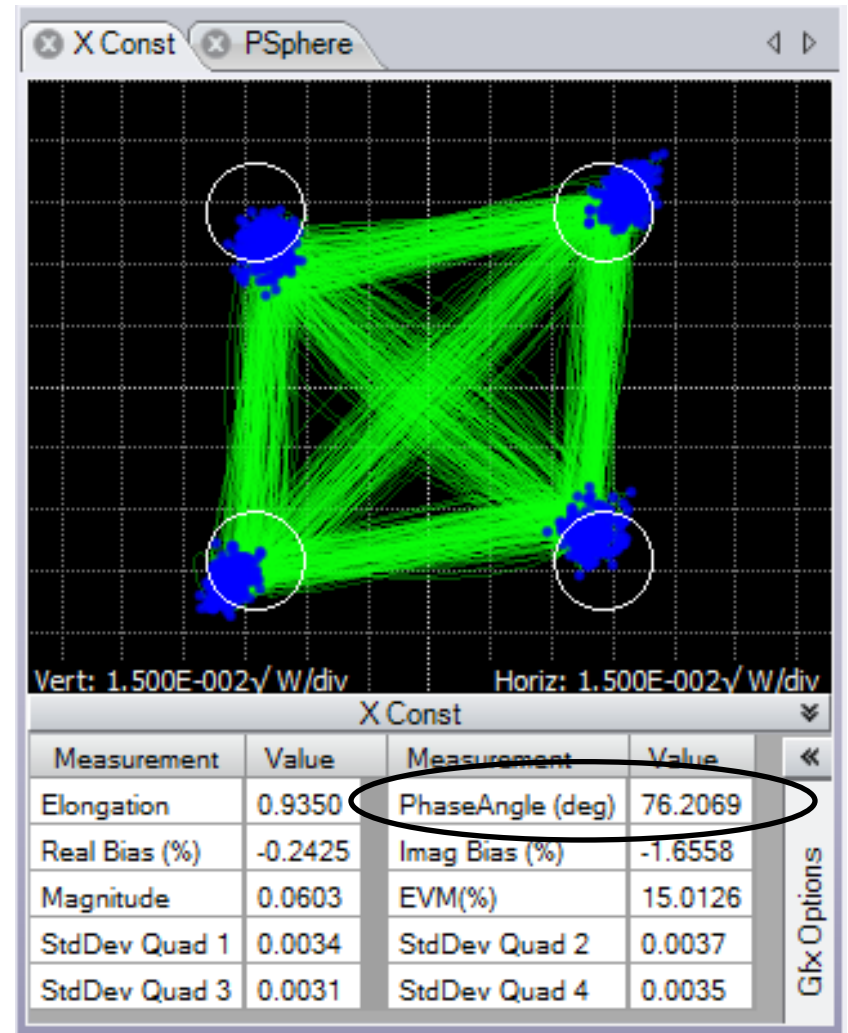 X Const PSphere
Vert: 1.500E-002√ W/div Horiz: 1.500E-002√ W/div
X Const
Measurement Value Measurement Value
Elongation 0.9350 PhaseAngle (deg) 76.2069
Real Bias (%) -0.2425 Imag Bias (%) -1.6558
Magnitude 0.0603 EVM(%) 15.0126
StdDev Quad 1 0.0034 StdDev Quad 2 0.0037
StdDev Quad 3 0.0031 StdDev Quad 4 0.0035
Gfx Options